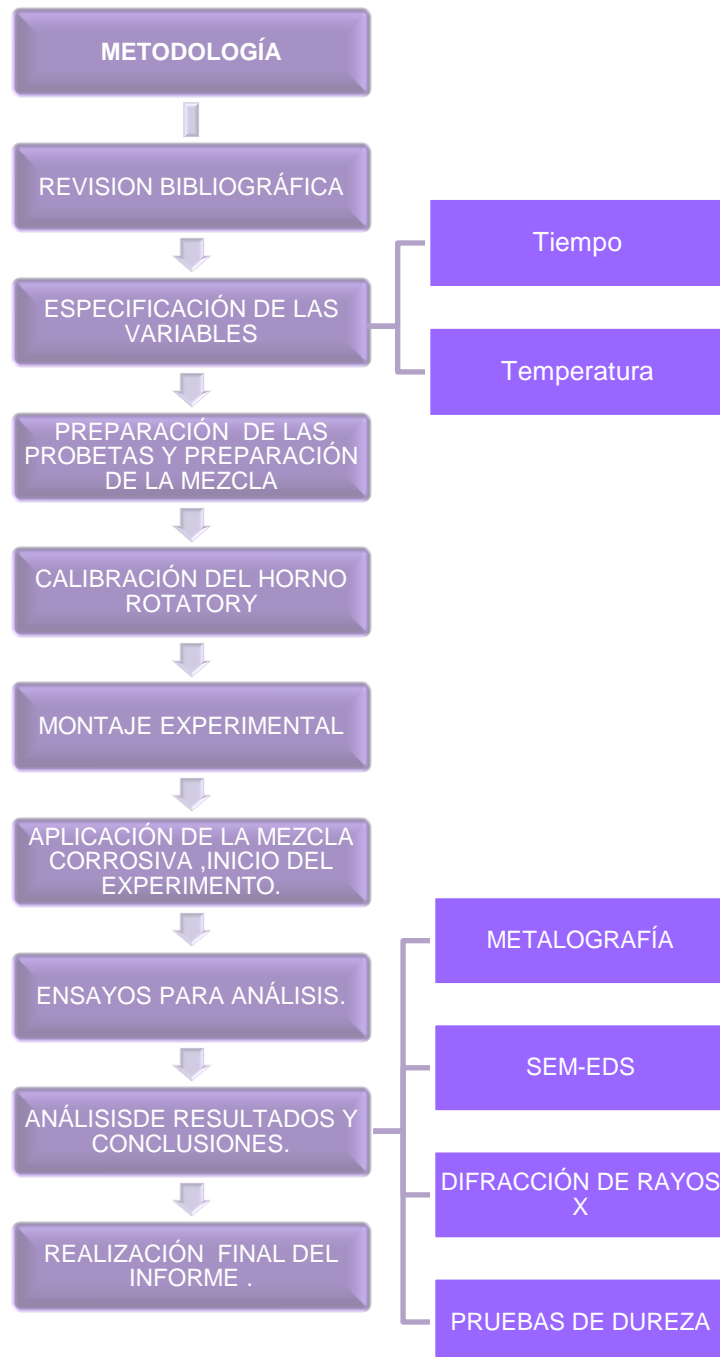 METODOLOGÍA
REVISION BIBLIOGRÁFICA
ESPECIFICACIÓN DE LAS
VARIABLES
Tiempo
Temperatura
PREPARACIÓN DE LAS
PROBETAS Y PREPARACIÓN
DE LA MEZCLA
CALIBRACIÓN DEL HORNO
ROTATORY
MONTAJE EXPERIMENTAL
APLICACIÓN DE LA MEZCLA
CORROSIVA ,INICIO DEL
EXPERIMENTO.
ENSAYOS PARA ANÁLISIS.
ANÁLISISDE RESULTADOS Y
CONCLUSIONES.
METALOGRAFÍA
SEM-EDS
DIFRACCIÓN DE RAYOS
X
PRUEBAS DE DUREZA
REALIZACIÓN FINAL DEL
INFORME .